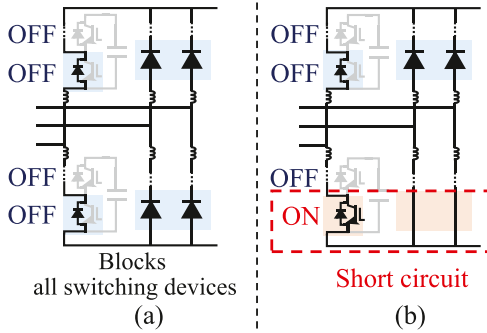 OFF
OFF
OFF
OFF
Blocks
all switching devices
(a)
OFF
OFF
OFF
ON
Short circuit
(b)